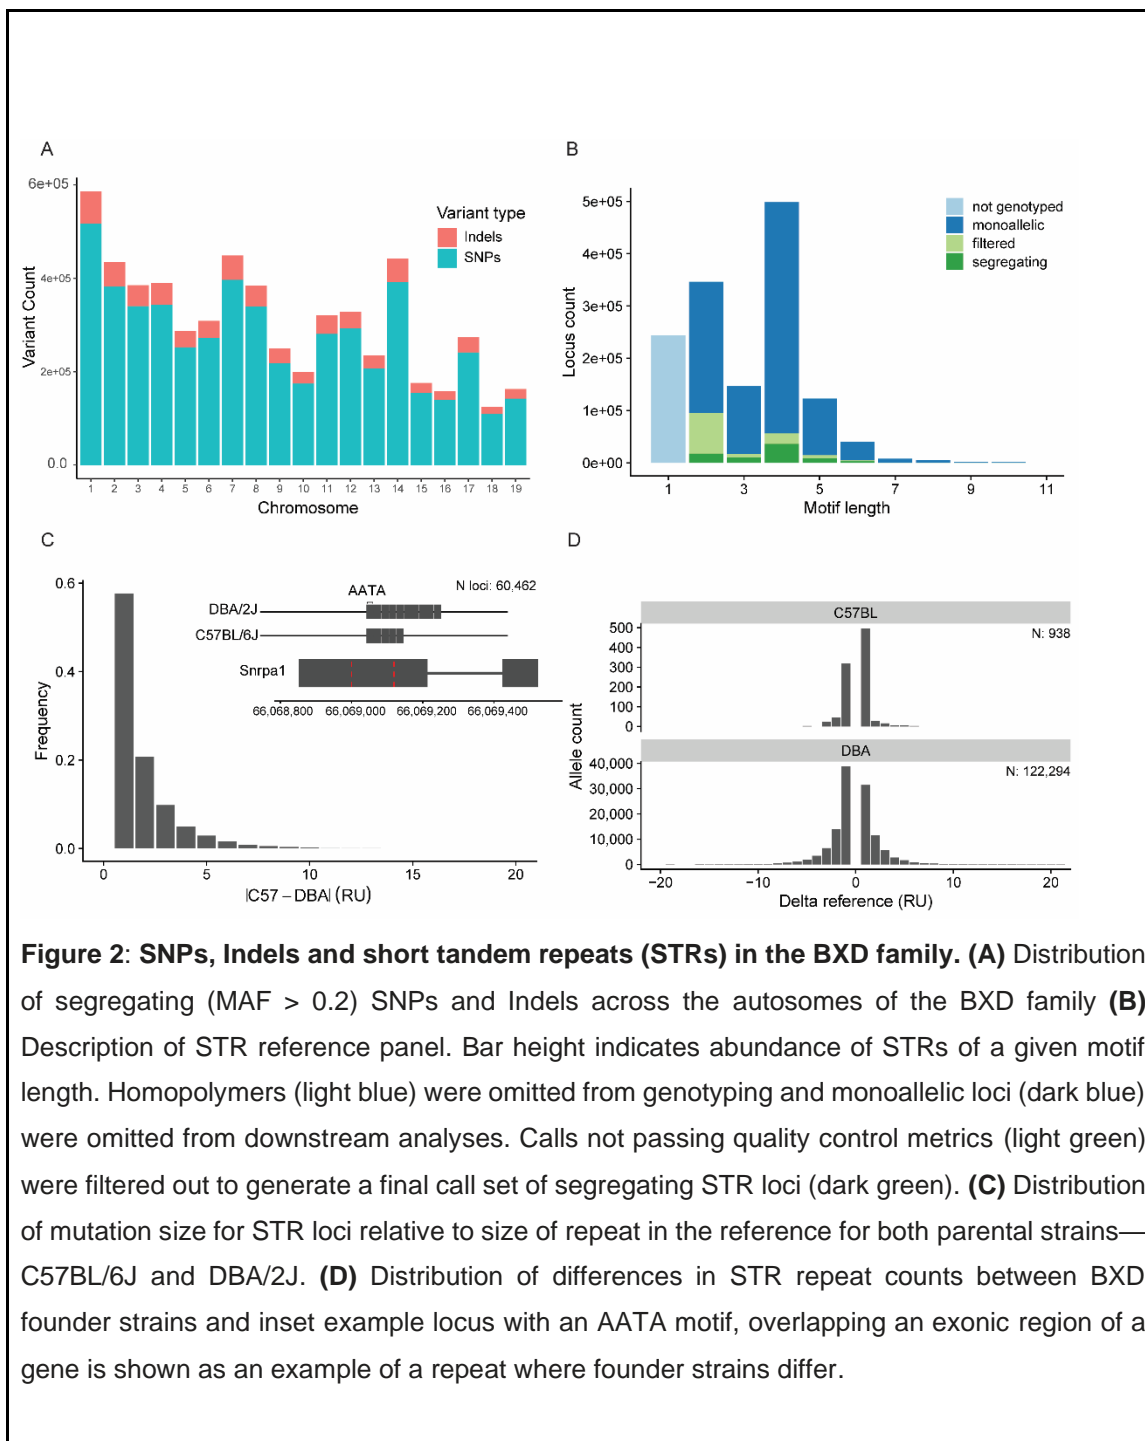 A
6e+05
4e+05
2e+05
0.0
Variant Count
Variant type
Indels
SNPs
1 2 3 4 5 6 7 8 9 10 11 12 13 14 15 16 17 18 19
Chromosome
B
5e+05
4e+05
3e+05
2e+05
1e+05
0e+00
Locus count
not genotyped
monoallelic
filtered
segregating
1 3 5 7 9 11
Motif length
C
0.6
0.4
0.2
0.0
Frequency
AATA
N loci: 60,462
DBA/2J
C57BL/6J
Snrpa1
66,068,800 66,069,000 66,069,200 66,069,400
0 5 10 15 20
|C57 – DBA| (RU)
D
C57BL
N: 938
500
400
300
200
100
0
Allele count
DBA
N: 122,294
40,000
30,000
20,000
10,000
0
−20 −10 0 10 20
Delta reference (RU)
Figure 2: SNPs, Indels and short tandem repeats (STRs) in the BXD family. (A) Distribution
of segregating (MAF > 0.2) SNPs and Indels across the autosomes of the BXD family (B)
Description of STR reference panel. Bar height indicates abundance of STRs of a given motif
length. Homopolymers (light blue) were omitted from genotyping and monoallelic loci (dark blue)
were omitted from downstream analyses. Calls not passing quality control metrics (light green)
were filtered out to generate a final call set of segregating STR loci (dark green). (C) Distribution
of mutation size for STR loci relative to size of repeat in the reference for both parental strains—
C57BL/6J and DBA/2J. (D) Distribution of differences in STR repeat counts between BXD
founder strains and inset example locus with an AATA motif, overlapping an exonic region of a
gene is shown as an example of a repeat where founder strains differ.